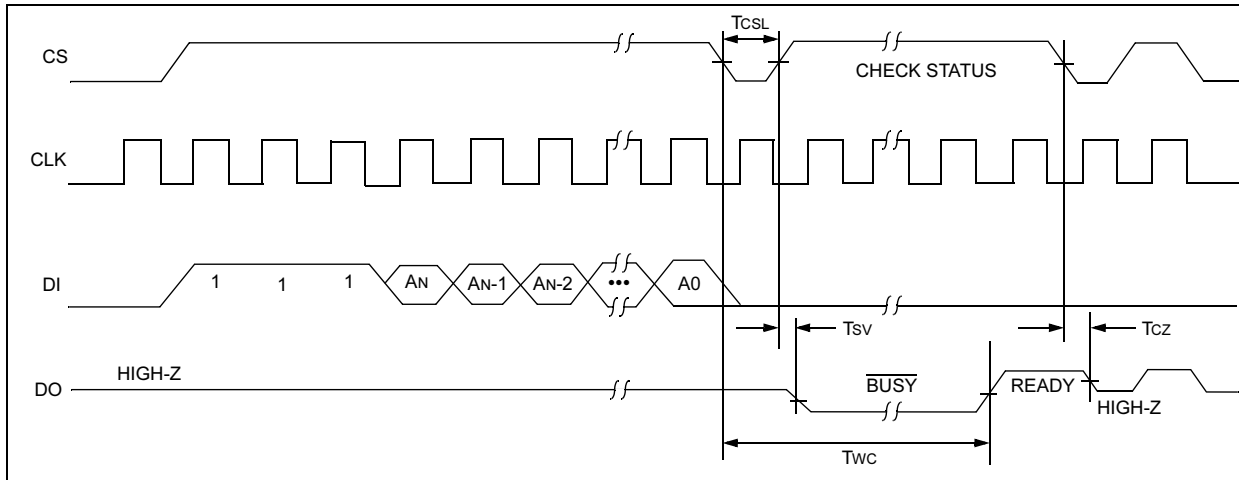 TCSL
CS
CHECK STATUS
CLK
DI
1 1 1 AN AN-1 AN-2 ••• A0
TSV
TCZ
HIGH-Z
DO
BUSY
READY
HIGH-Z
TWC